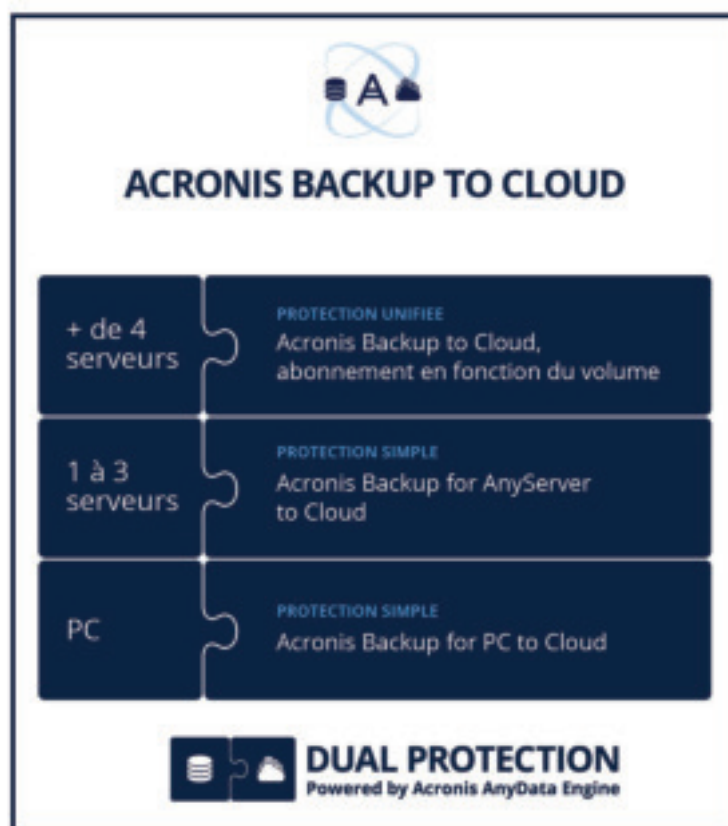 ACRONIS BACKUP TO CLOUD
+ de 4
serveurs
PROTECTION UNIFIEE
Acronis Backup to Cloud,
abonnement en fonction du volume
1 à 3
serveurs
PROTECTION SIMPLE
Acronis Backup for AnyServer
to Cloud
PC
PROTECTION SIMPLE
Acronis Backup for PC to Cloud
DUAL PROTECTION
Powered by Acronis AnyData Engine